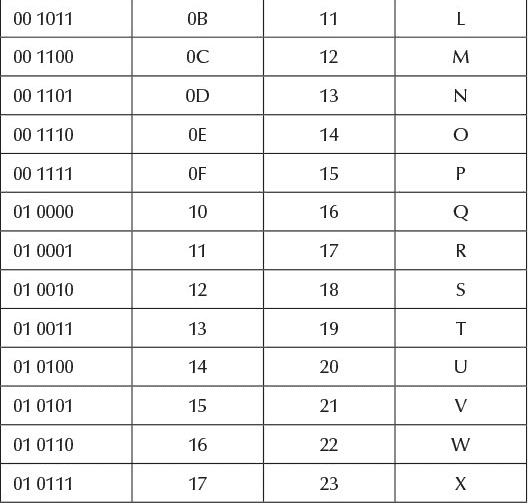 00 1011 0B 11 L
00 1100 0C 12 M
00 1101 0D 13 N
00 1110 0E 14 O
00 1111 0F 15 P
01 0000 10 16 Q
01 0001 11 17 R
01 0010 12 18 S
01 0011 13 19 T
01 0100 14 20 U
01 0101 15 21 V
01 0110 16 22 W
01 0111 17 23 X